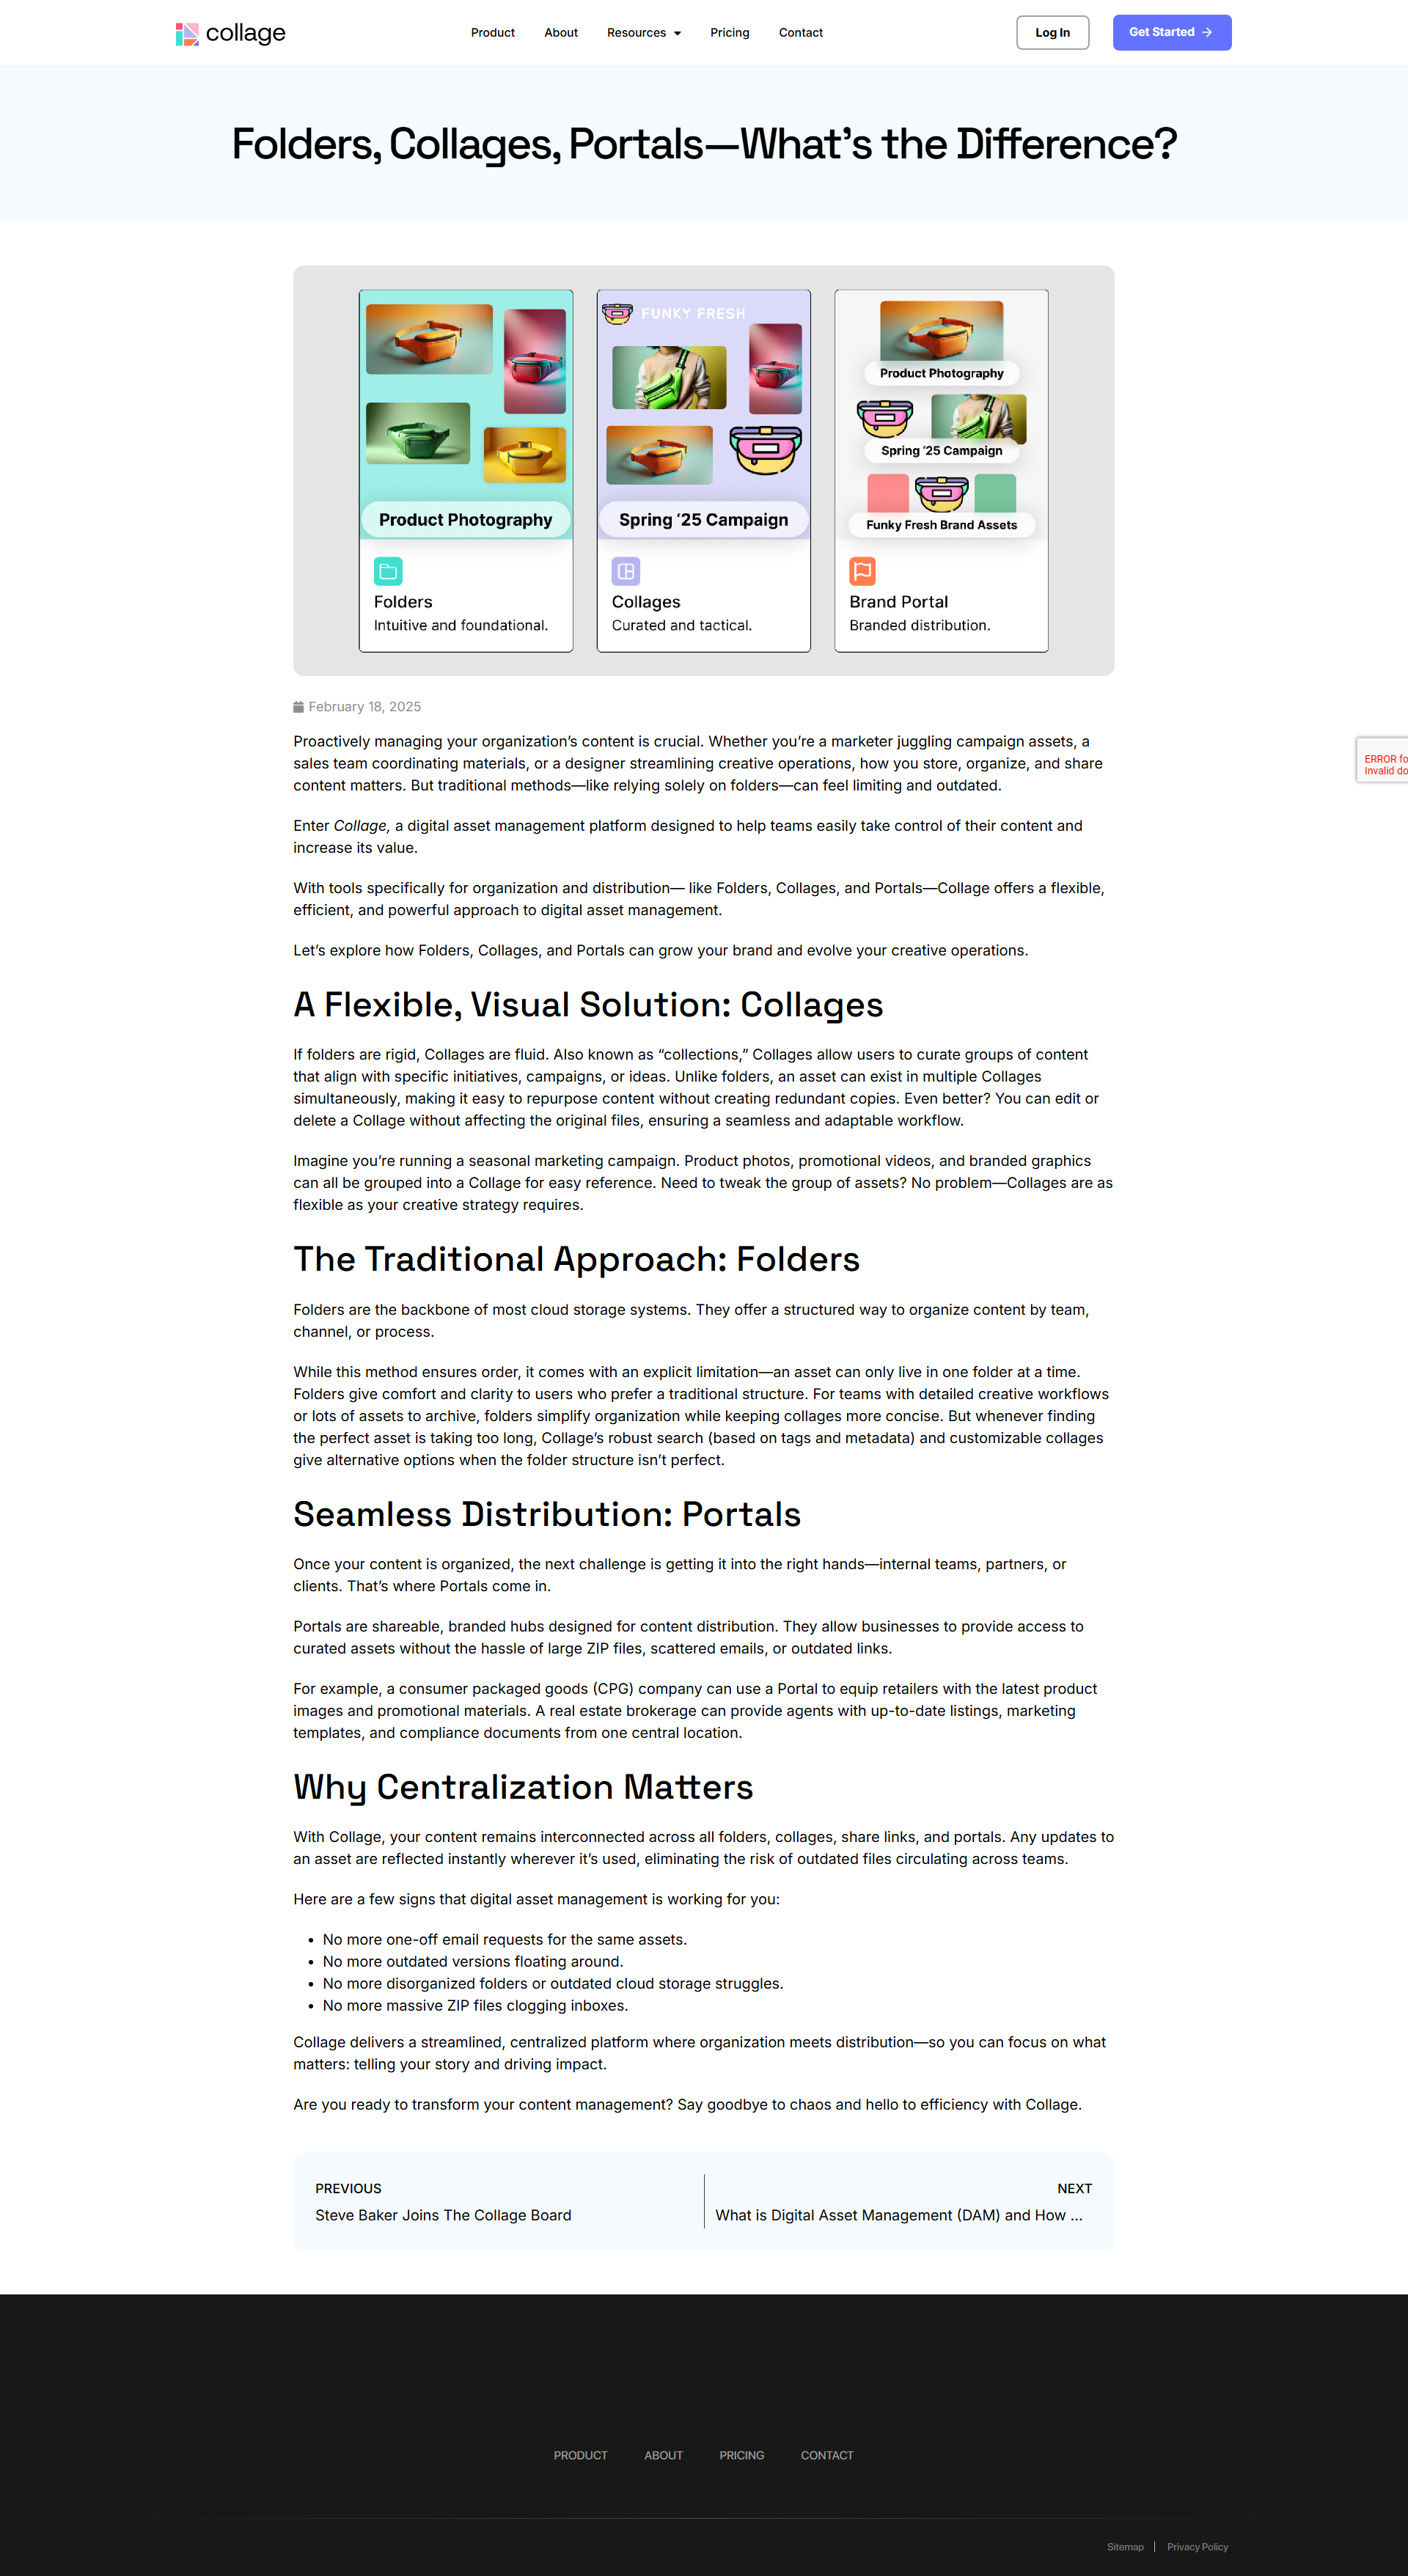 collage
Product About Resources Pricing Contact
Log In
Get Started
Folders, Collages, Portals—What’s the Difference?
FUNKY FRESH
Product Photography
Spring ‘25 Campaign
Product Photography
Spring ‘25 Campaign
Funky Fresh Brand Assets
Folders
Intuitive and foundational.
Collages
Curated and tactical.
Brand Portal
Branded distribution.
February 18, 2025
Proactively managing your organization’s content is crucial. Whether you’re a marketer juggling campaign assets, a
sales team coordinating materials, or a designer streamlining creative operations, how you store, organize, and share
content matters. But traditional methods—like relying solely on folders—can feel limiting and outdated.
ERROR fo
Invalid do
Enter Collage, a digital asset management platform designed to help teams easily take control of their content and
increase its value.
With tools specifically for organization and distribution— like Folders, Collages, and Portals—Collage offers a flexible,
efficient, and powerful approach to digital asset management.
Let’s explore how Folders, Collages, and Portals can grow your brand and evolve your creative operations.
A Flexible, Visual Solution: Collages
If folders are rigid, Collages are fluid. Also known as “collections,” Collages allow users to curate groups of content
that align with specific initiatives, campaigns, or ideas. Unlike folders, an asset can exist in multiple Collages
simultaneously, making it easy to repurpose content without creating redundant copies. Even better? You can edit or
delete a Collage without affecting the original files, ensuring a seamless and adaptable workflow.
Imagine you’re running a seasonal marketing campaign. Product photos, promotional videos, and branded graphics
can all be grouped into a Collage for easy reference. Need to tweak the group of assets? No problem—Collages are as
flexible as your creative strategy requires.
The Traditional Approach: Folders
Folders are the backbone of most cloud storage systems. They offer a structured way to organize content by team,
channel, or process.
While this method ensures order, it comes with an explicit limitation—an asset can only live in one folder at a time.
Folders give comfort and clarity to users who prefer a traditional structure. For teams with detailed creative workflows
or lots of assets to archive, folders simplify organization while keeping collages more concise. But whenever finding
the perfect asset is taking too long, Collage’s robust search (based on tags and metadata) and customizable collages
give alternative options when the folder structure isn’t perfect.
Seamless Distribution: Portals
Once your content is organized, the next challenge is getting it into the right hands—internal teams, partners, or
clients. That’s where Portals come in.
Portals are shareable, branded hubs designed for content distribution. They allow businesses to provide access to
curated assets without the hassle of large ZIP files, scattered emails, or outdated links.
For example, a consumer packaged goods (CPG) company can use a Portal to equip retailers with the latest product
images and promotional materials. A real estate brokerage can provide agents with up-to-date listings, marketing
templates, and compliance documents from one central location.
Why Centralization Matters
With Collage, your content remains interconnected across all folders, collages, share links, and portals. Any updates to
an asset are reflected instantly wherever it’s used, eliminating the risk of outdated files circulating across teams.
Here are a few signs that digital asset management is working for you:
• No more one-off email requests for the same assets.
• No more outdated versions floating around.
• No more disorganized folders or outdated cloud storage struggles.
• No more massive ZIP files clogging inboxes.
Collage delivers a streamlined, centralized platform where organization meets distribution—so you can focus on what
matters: telling your story and driving impact.
Are you ready to transform your content management? Say goodbye to chaos and hello to efficiency with Collage.
PREVIOUS
Steve Baker Joins The Collage Board
NEXT
What is Digital Asset Management (DAM) and How ...
PRODUCT ABOUT PRICING CONTACT
Sitemap | Privacy Policy